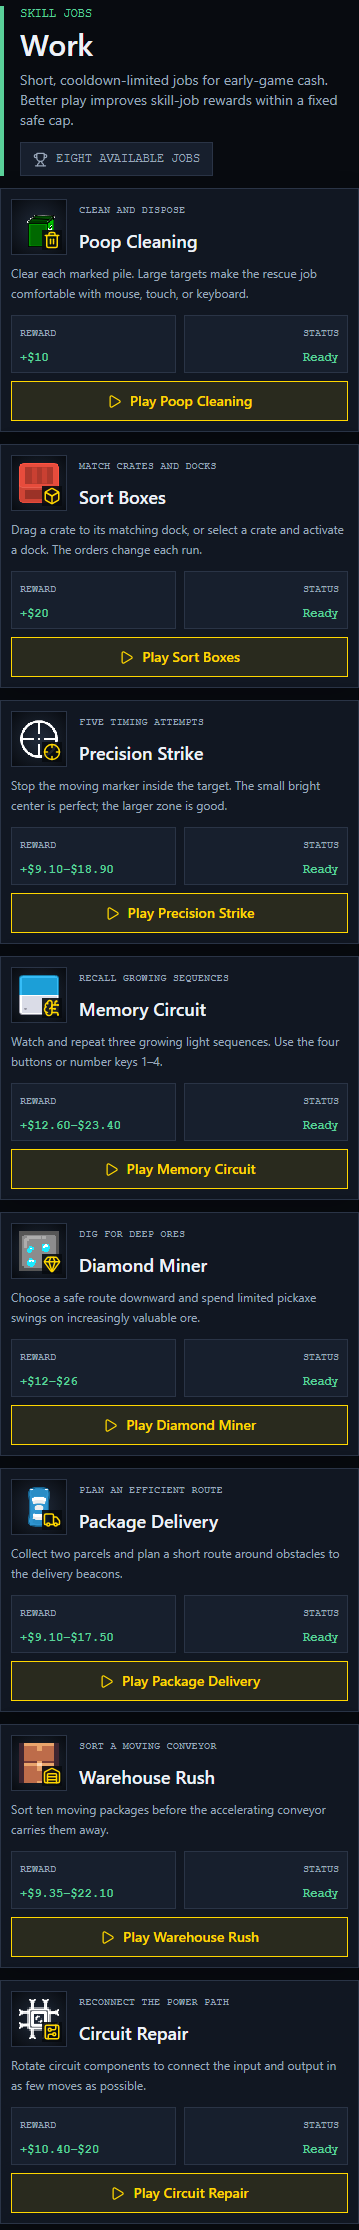 SKILL JOBS
Work
Short, cooldown-limited jobs for early-game cash.
Better play improves skill-job rewards within a fixed
safe cap.
EIGHT AVAILABLE JOBS
CLEAN AND DISPOSE
Poop Cleaning
Clear each marked pile. Large targets make the rescue job
comfortable with mouse, touch, or keyboard.
REWARD
STATUS
+$10
Ready
Play Poop Cleaning
MATCH CRATES AND DOCKS
Sort Boxes
Drag a crate to its matching dock, or select a crate and activate
a dock. The orders change each run.
REWARD
STATUS
+$20
Ready
Play Sort Boxes
FIVE TIMING ATTEMPTS
Precision Strike
Stop the moving marker inside the target. The small bright
center is perfect; the larger zone is good.
REWARD
STATUS
+$9.10–$18.90
Ready
Play Precision Strike
RECALL GROWING SEQUENCES
Memory Circuit
Watch and repeat three growing light sequences. Use the four
buttons or number keys 1–4.
REWARD
STATUS
+$12.60–$23.40
Ready
Play Memory Circuit
DIG FOR DEEP ORES
Diamond Miner
Choose a safe route downward and spend limited pickaxe
swings on increasingly valuable ore.
REWARD
STATUS
+$12–$26
Ready
Play Diamond Miner
PLAN AN EFFICIENT ROUTE
Package Delivery
Collect two parcels and plan a short route around obstacles to
the delivery beacons.
REWARD
STATUS
+$9.10–$17.50
Ready
Play Package Delivery
SORT A MOVING CONVEYOR
Warehouse Rush
Sort ten moving packages before the accelerating conveyor
carries them away.
REWARD
STATUS
+$9.35–$22.10
Ready
Play Warehouse Rush
RECONNECT THE POWER PATH
Circuit Repair
Rotate circuit components to connect the input and output in
as few moves as possible.
REWARD
STATUS
+$10.40–$20
Ready
Play Circuit Repair